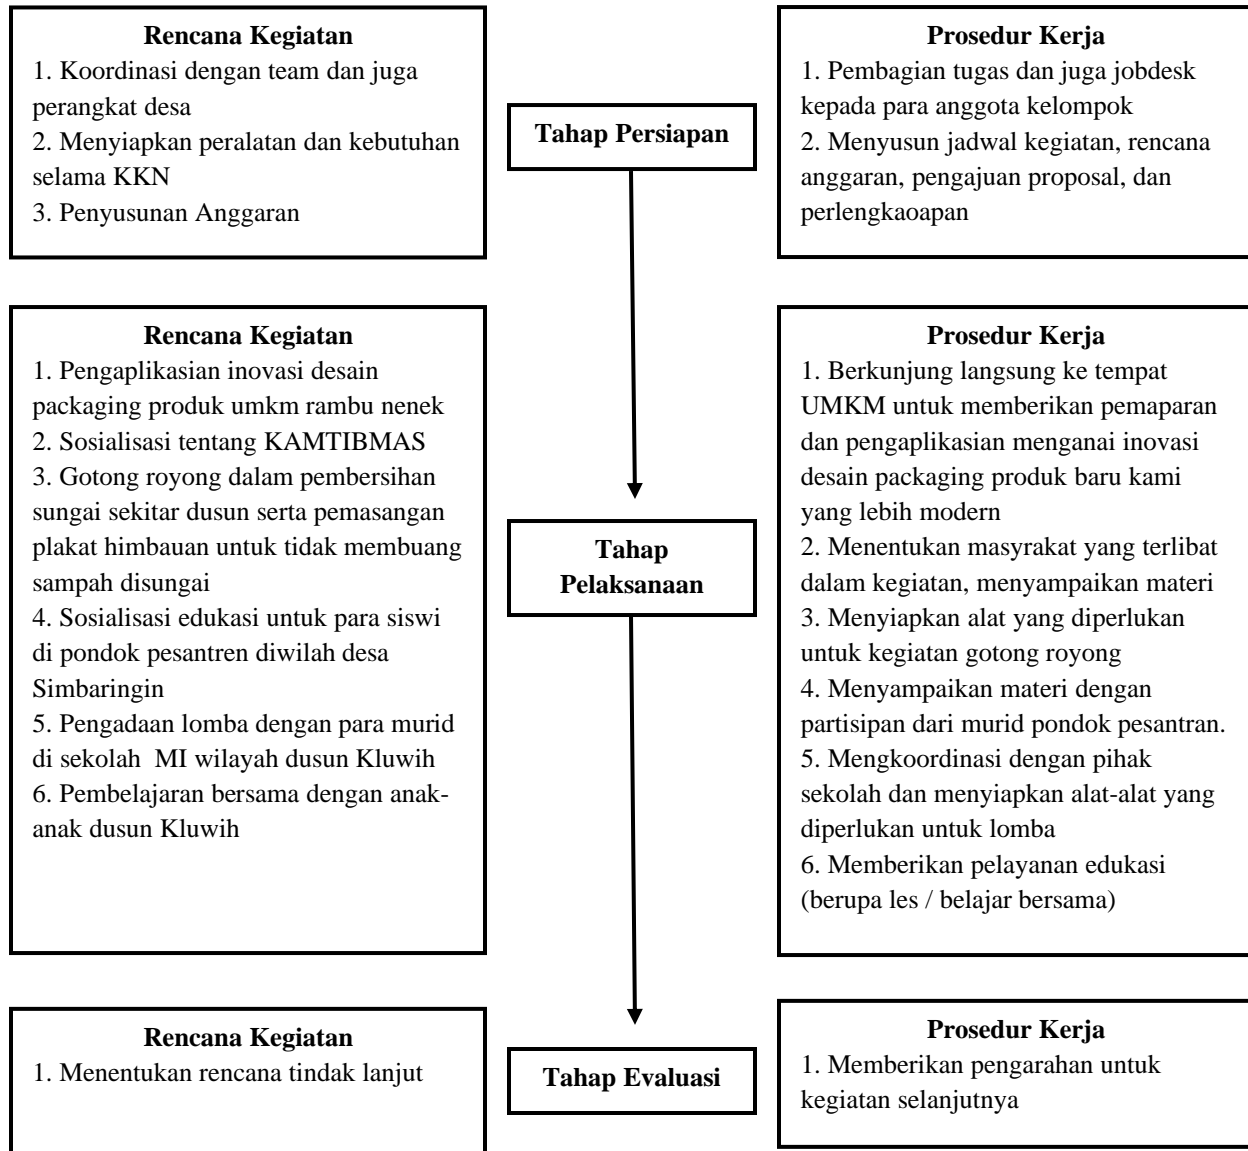 Rencana Kegiatan
1. Koordinasi dengan team dan juga
perangkat desa
2. Menyiapkan peralatan dan kebutuhan
selama KKN
3. Penyusunan Anggaran
Tahap Persiapan
Prosedur Kerja
1. Pembagian tugas dan juga jobdesk
kepada para anggota kelompok
2. Menyusun jadwal kegiatan, rencana
anggaran, pengajuan proposal, dan
perlengkaoapan
Rencana Kegiatan
1. Pengaplikasian inovasi desain
packaging produk umkm rambu nenek
2. Sosialisasi tentang KAMTIBMAS
3. Gotong royong dalam pembersihan
sungai sekitar dusun serta pemasangan
plakat himbauan untuk tidak membuang
sampah disungai
4. Sosialisasi edukasi untuk para siswi
di pondok pesantren diwilah desa
Simbaringin
5. Pengadaan lomba dengan para murid
di sekolah  MI wilayah dusun Kluwih
6. Pembelajaran bersama dengan anak-
anak dusun Kluwih
Tahap
Pelaksanaan
Prosedur Kerja
1. Berkunjung langsung ke tempat
UMKM untuk memberikan pemaparan
dan pengaplikasian menganai inovasi
desain packaging produk baru kami
yang lebih modern
2. Menentukan masyrakat yang terlibat
dalam kegiatan, menyampaikan materi
3. Menyiapkan alat yang diperlukan
untuk kegiatan gotong royong
4. Menyampaikan materi dengan
partisipan dari murid pondok pesantran.
5. Mengkoordinasi dengan pihak
sekolah dan menyiapkan alat-alat yang
diperlukan untuk lomba
6. Memberikan pelayanan edukasi
(berupa les / belajar bersama)
Rencana Kegiatan
1. Menentukan rencana tindak lanjut
Tahap Evaluasi
Prosedur Kerja
1. Memberikan pengarahan untuk
kegiatan selanjutnya